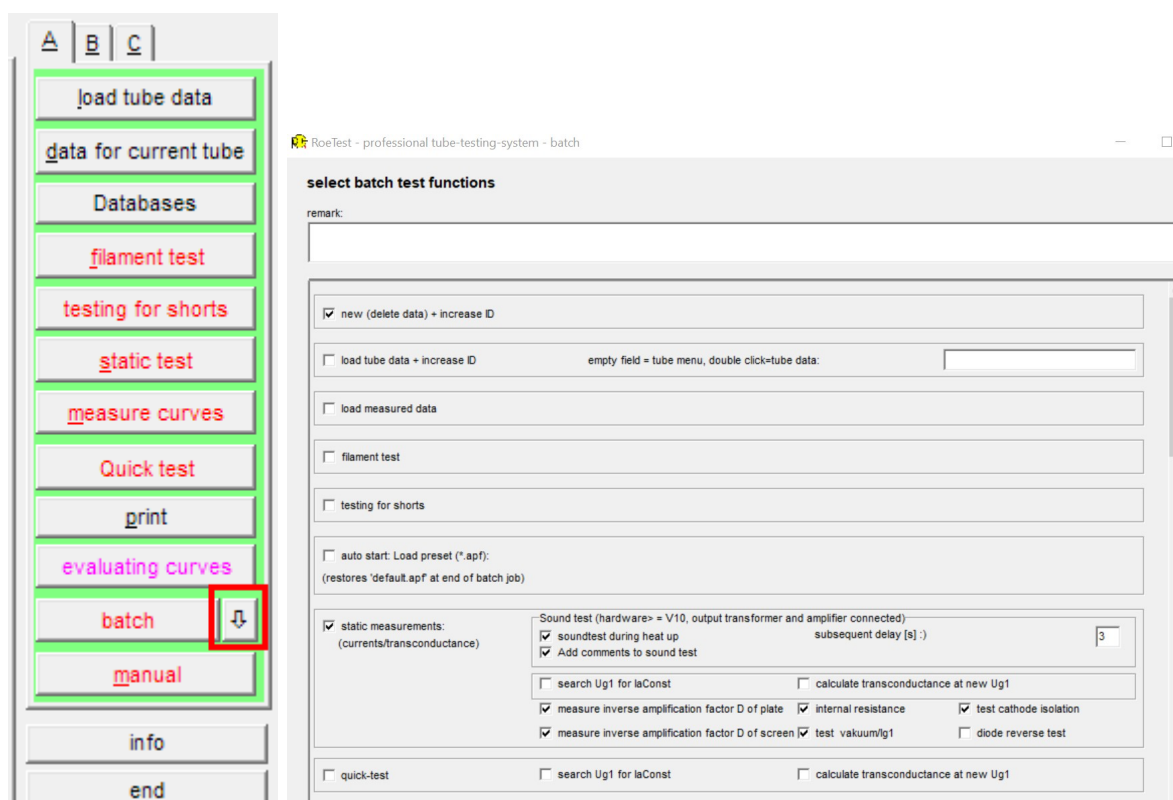 A B C
load tube data
data for current tube
Databases
filament test
testing for shorts
static test
measure curves
Quick test
print
evaluating curves
batch
manual
info
end
RoeTest - professional tube-testing-system - batch
select batch test functions
remark:
new (delete data) + increase ID
load tube data + increase ID empty field = tube menu, double click=tube data:
load measured data
filament test
testing for shorts
auto start: Load preset (*.apf):
(restores 'default.apf' at end of batch job)
static measurements:
(currents/transconductance)
Sound test (hardware> = V10, output transformer and amplifier connected)
soundtest during heat up subsequent delay [s] :) 3
Add comments to sound test
search Ug1 for IaConst calculate transconductance at new Ug1
measure inverse amplification factor D of plate internal resistance test cathode isolation
measure inverse amplification factor D of screen test vakuum/Ig1 diode reverse test
quick-test search Ug1 for IaConst calculate transconductance at new Ug1